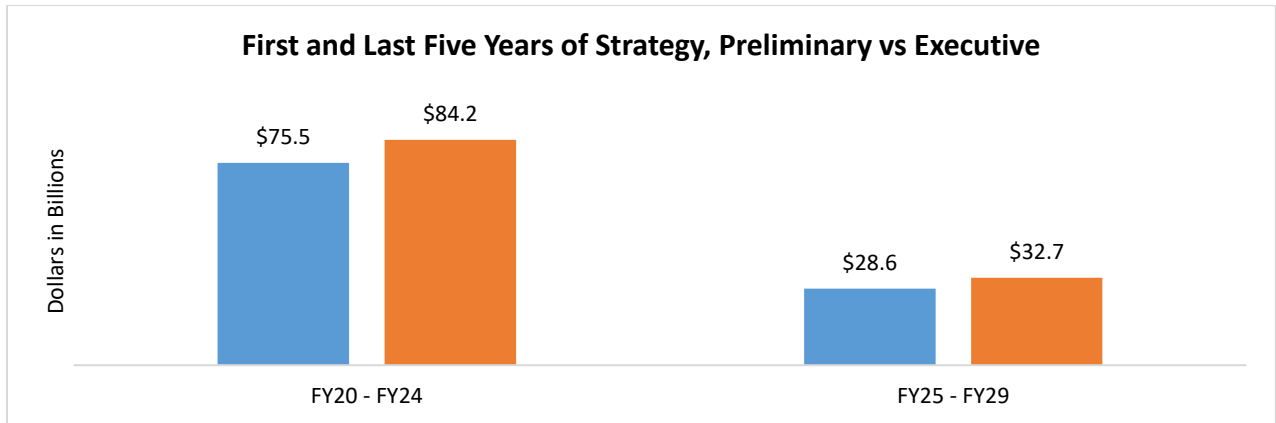 First and Last Five Years of Strategy, Preliminary vs Executive
Dollars in Billions
$75.5
$84.2
$28.6
$32.7
FY20 - FY24
FY25 - FY29